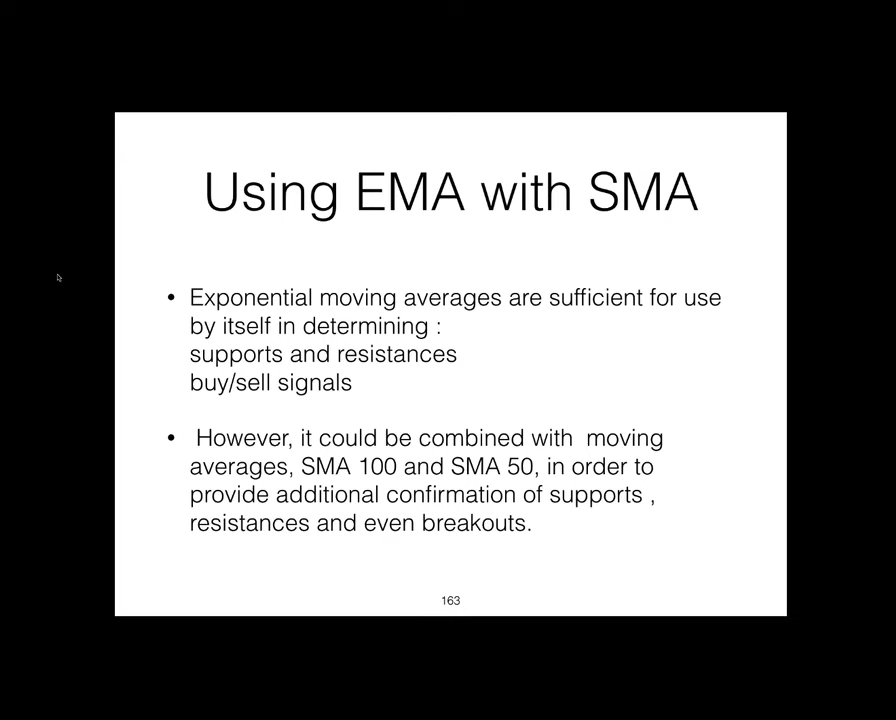 Using EMA with SMA
• Exponential moving averages are sufficient for use
by itself in determining :
supports and resistances
buy/sell signals
• However, it could be combined with  moving
averages, SMA 100 and SMA 50, in order to
provide additional confirmation of supports ,
resistances and even breakouts.
163